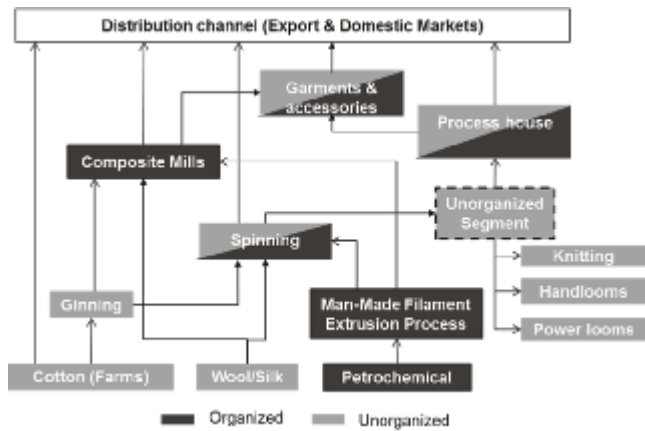 Distribution channel (Export & Domestic Markets)
Garments &
accessories
Process house
Composite Mills
Unorganized
Segment
Spinning
Knitting
Ginning
Man-Made Filament
Extrusion Process
Handlooms
Power looms
Cotton (Farms)
Wool/Silk
Petrochemical
Organized
Unorganized